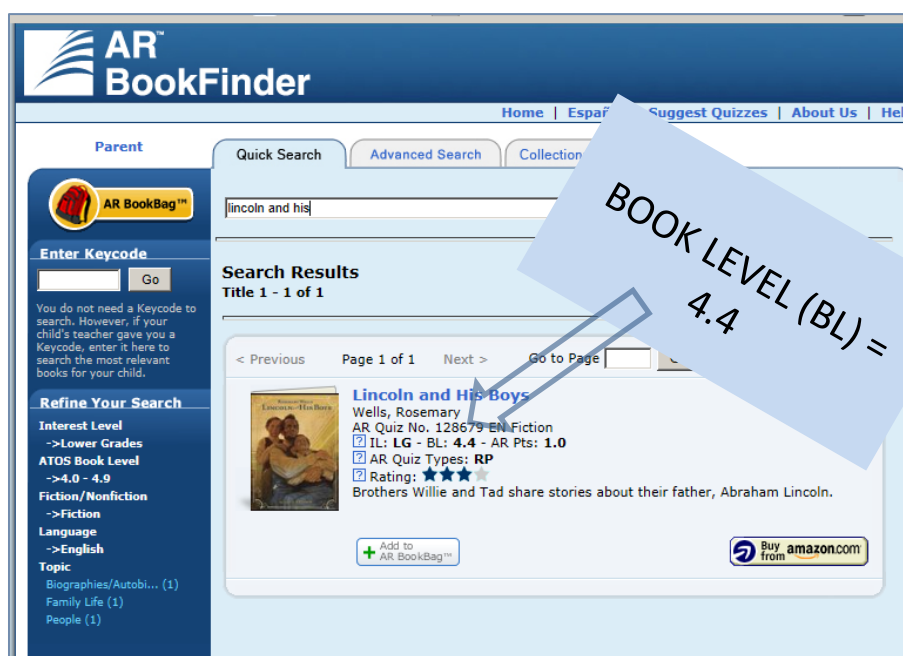 AR™
BookFinder
Home | Españ Suggest Quizzes | About Us | Hel
Parent
Quick Search
Advanced Search
Collection
AR BookBag™
lincoln and his
BOOK LEVEL (BL) =
4.4
Enter Keycode
Go
You do not need a Keycode to
search. However, if your
child's teacher gave you a
Keycode, enter it here to
search the most relevant
books for your child.
Search Results
Title 1 - 1 of 1
< Previous Page 1 of 1 Next > Go to Page
Refine Your Search
Interest Level
->Lower Grades
ATOS Book Level
->4.0 - 4.9
Fiction/Nonfiction
->Fiction
Language
->English
Topic
Biographies/Autobi... (1)
Family Life (1)
People (1)
Lincoln and His Boys
Lincoln and His Boys
Wells, Rosemary
AR Quiz No. 128679 EN Fiction
? IL: LG - BL: 4.4 - AR Pts: 1.0
? AR Quiz Types: RP
? Rating:
Brothers Willie and Tad share stories about their father, Abraham Lincoln.
+ Add to
AR BookBag™
Buy
from amazon.com